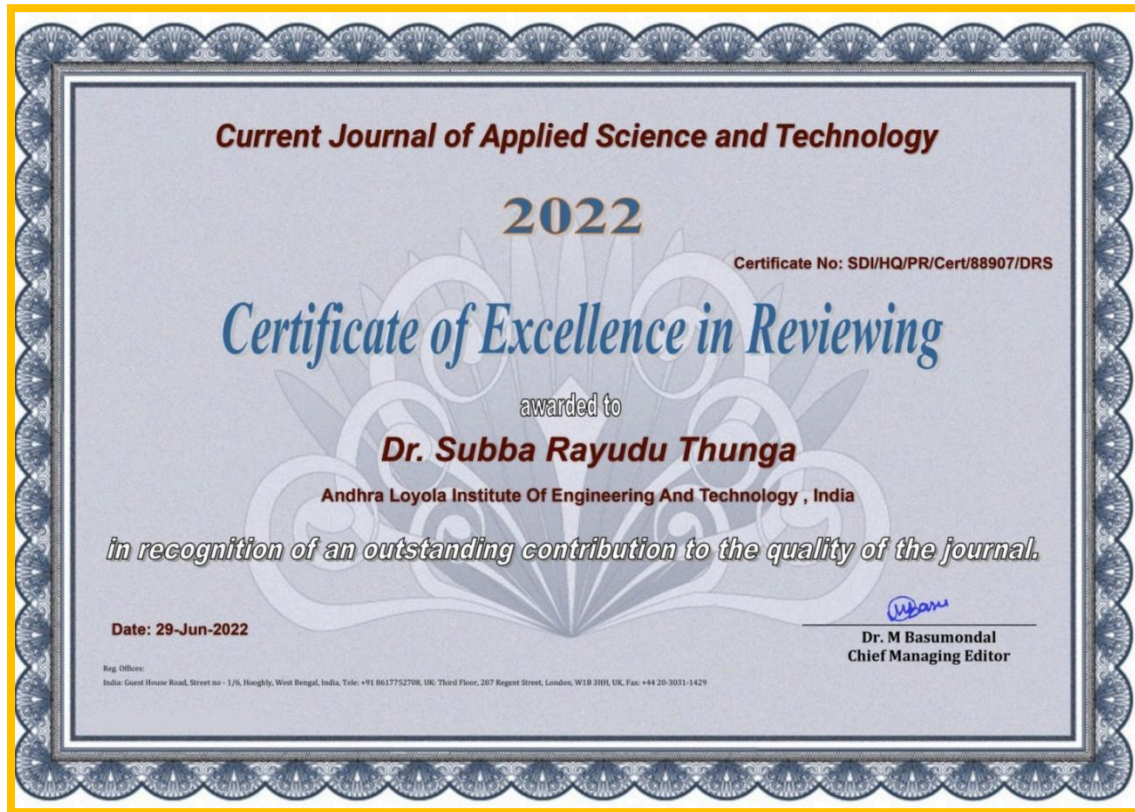 Current Journal of Applied Science and Technology
2022
Certificate No: SDI/HQ/PR/Cert/88907/DRS
Certificate of Excellence in Reviewing
awarded to
Dr. Subba Rayudu Thunga
Andhra Loyola Institute Of Engineering And Technology , India
in recognition of an outstanding contribution to the quality of the journal.
Date: 29-Jun-2022
MBasu
Dr. M Basumondal
Chief Managing Editor
Reg. Offices:
India: Guest House Road, Street no - 1/6, Hooghly, West Bengal, India, Tele: +91 8617752708, UK: Third Floor, 207 Regent Street, London, W1B 3HH, UK, Fax: +44 20-3031-1429